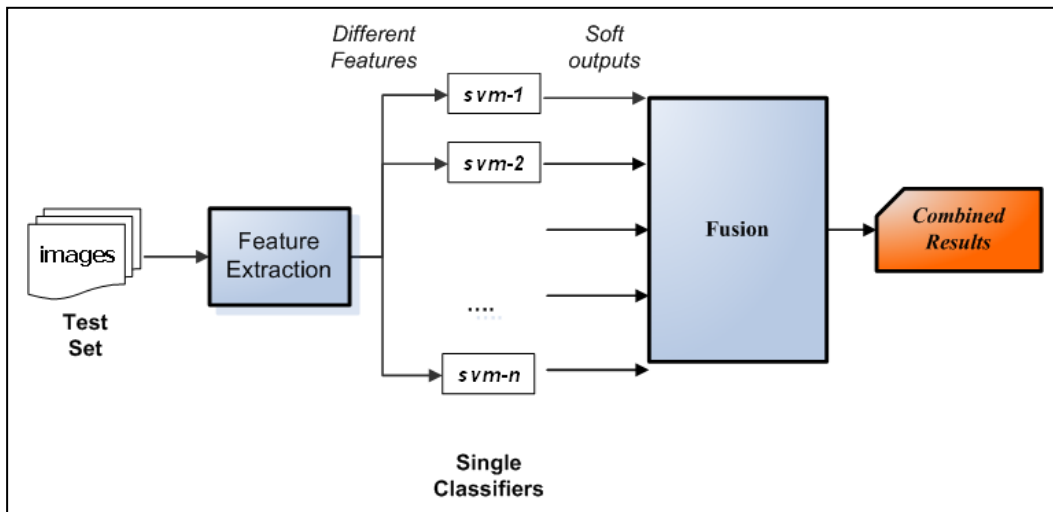 Different
Features
Soft
outputs
svm-1
svm-2
images
Feature
Extraction
Fusion
Combined
Results
....
Test
Set
svm-n
Single
Classifiers